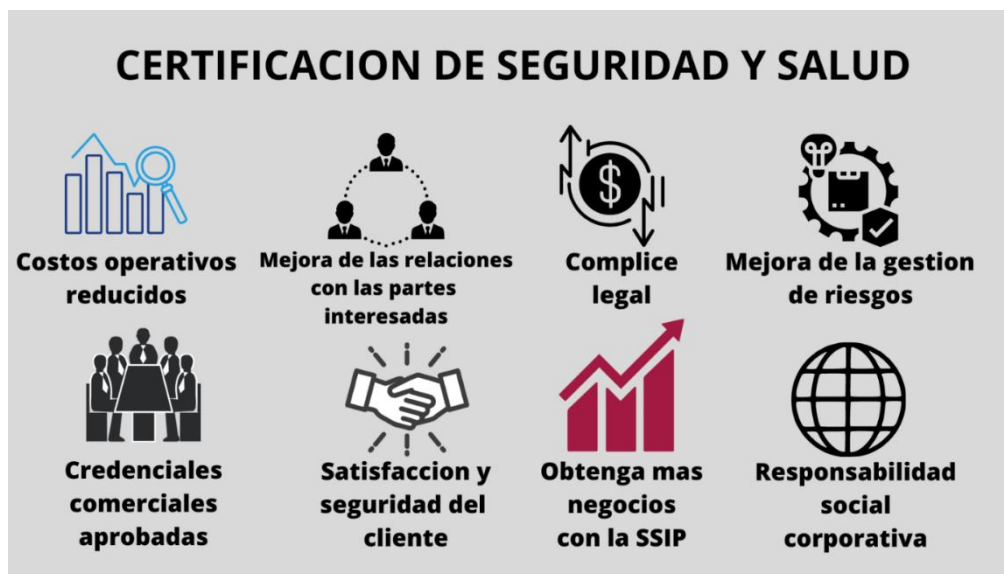 CERTIFICACION DE SEGURIDAD Y SALUD
Costos operativos
reducidos
Mejora de las relaciones
con las partes
interesadas
Complice
legal
Mejora de la gestion
de riesgos
Credenciales
comerciales
aprobadas
Satisfaccion y
seguridad del
cliente
Obtenga mas
negocios
con la SSIP
Responsabilidad
social
corporativa